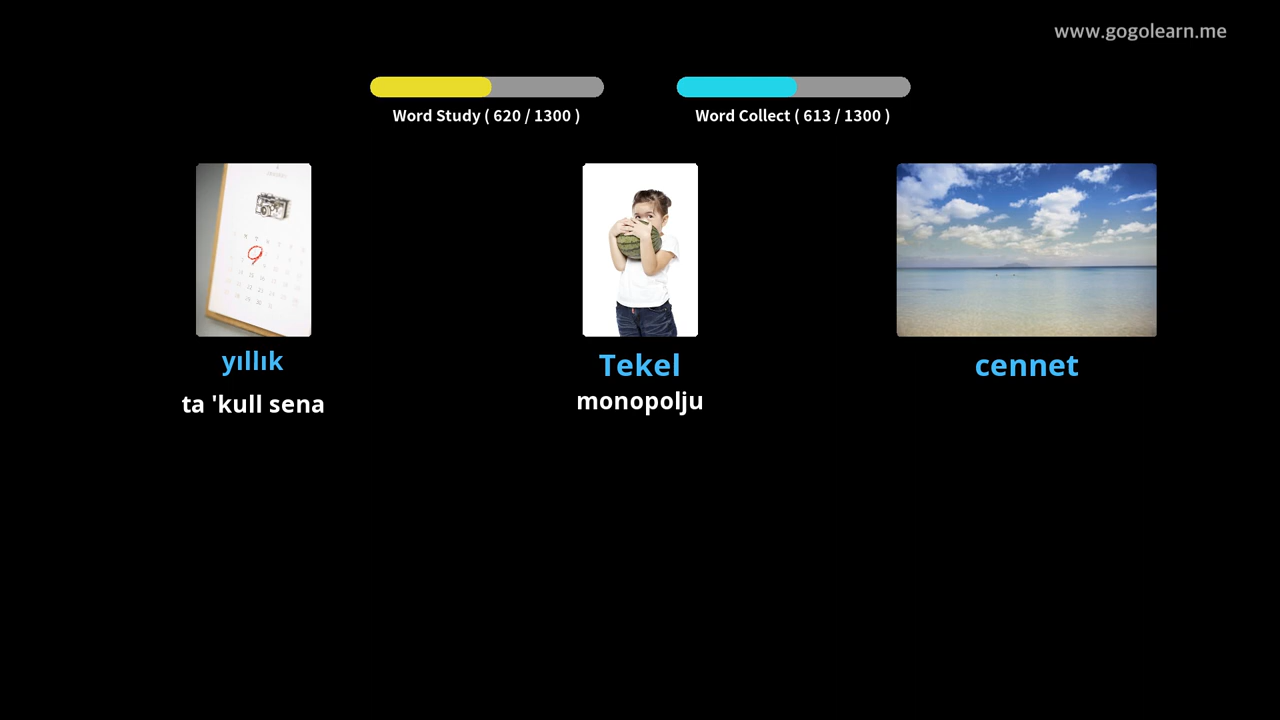 www.gogolearn.me
Word Study ( 620 / 1300 )
Word Collect ( 613 / 1300 )
yıllık
Tekel
cennet
ta 'kull sena
monopolju